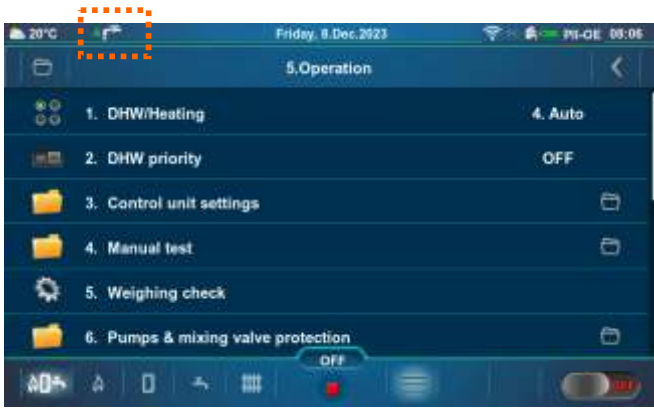 20°C Friday, 8.Dec.2023 PII-OE 08:06
5.Operation
1. DHW/Heating 4. Auto
2. DHW priority OFF
3. Control unit settings
4. Manual test
5. Weighing check
6. Pumps & mixing valve protection
OFF
OFF